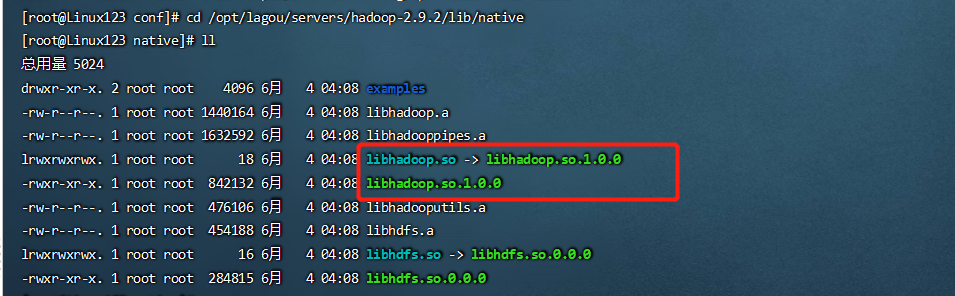 [root@Linux123 conf]# cd /opt/lagou/servers/hadoop-2.9.2/lib/native
[root@Linux123 native]# ll
总用量 5024
drwxr-xr-x. 2 root root    4096 6月   4 04:08 examples
-rw-r--r--. 1 root root 1440164 6月   4 04:08 libhadoop.a
-rw-r--r--. 1 root root 1632592 6月   4 04:08 libhadooppipes.a
lrwxrwxrwx. 1 root root      18 6月   4 04:08 libhadoop.so -> libhadoop.so.1.0.0
-rwxr-xr-x. 1 root root  842132 6月   4 04:08 libhadoop.so.1.0.0
-rw-r--r--. 1 root root  476106 6月   4 04:08 libhadooputils.a
-rw-r--r--. 1 root root  454188 6月   4 04:08 libhdfs.a
lrwxrwxrwx. 1 root root      16 6月   4 04:08 libhdfs.so -> libhdfs.so.0.0.0
-rwxr-xr-x. 1 root root  284815 6月   4 04:08 libhdfs.so.0.0.0